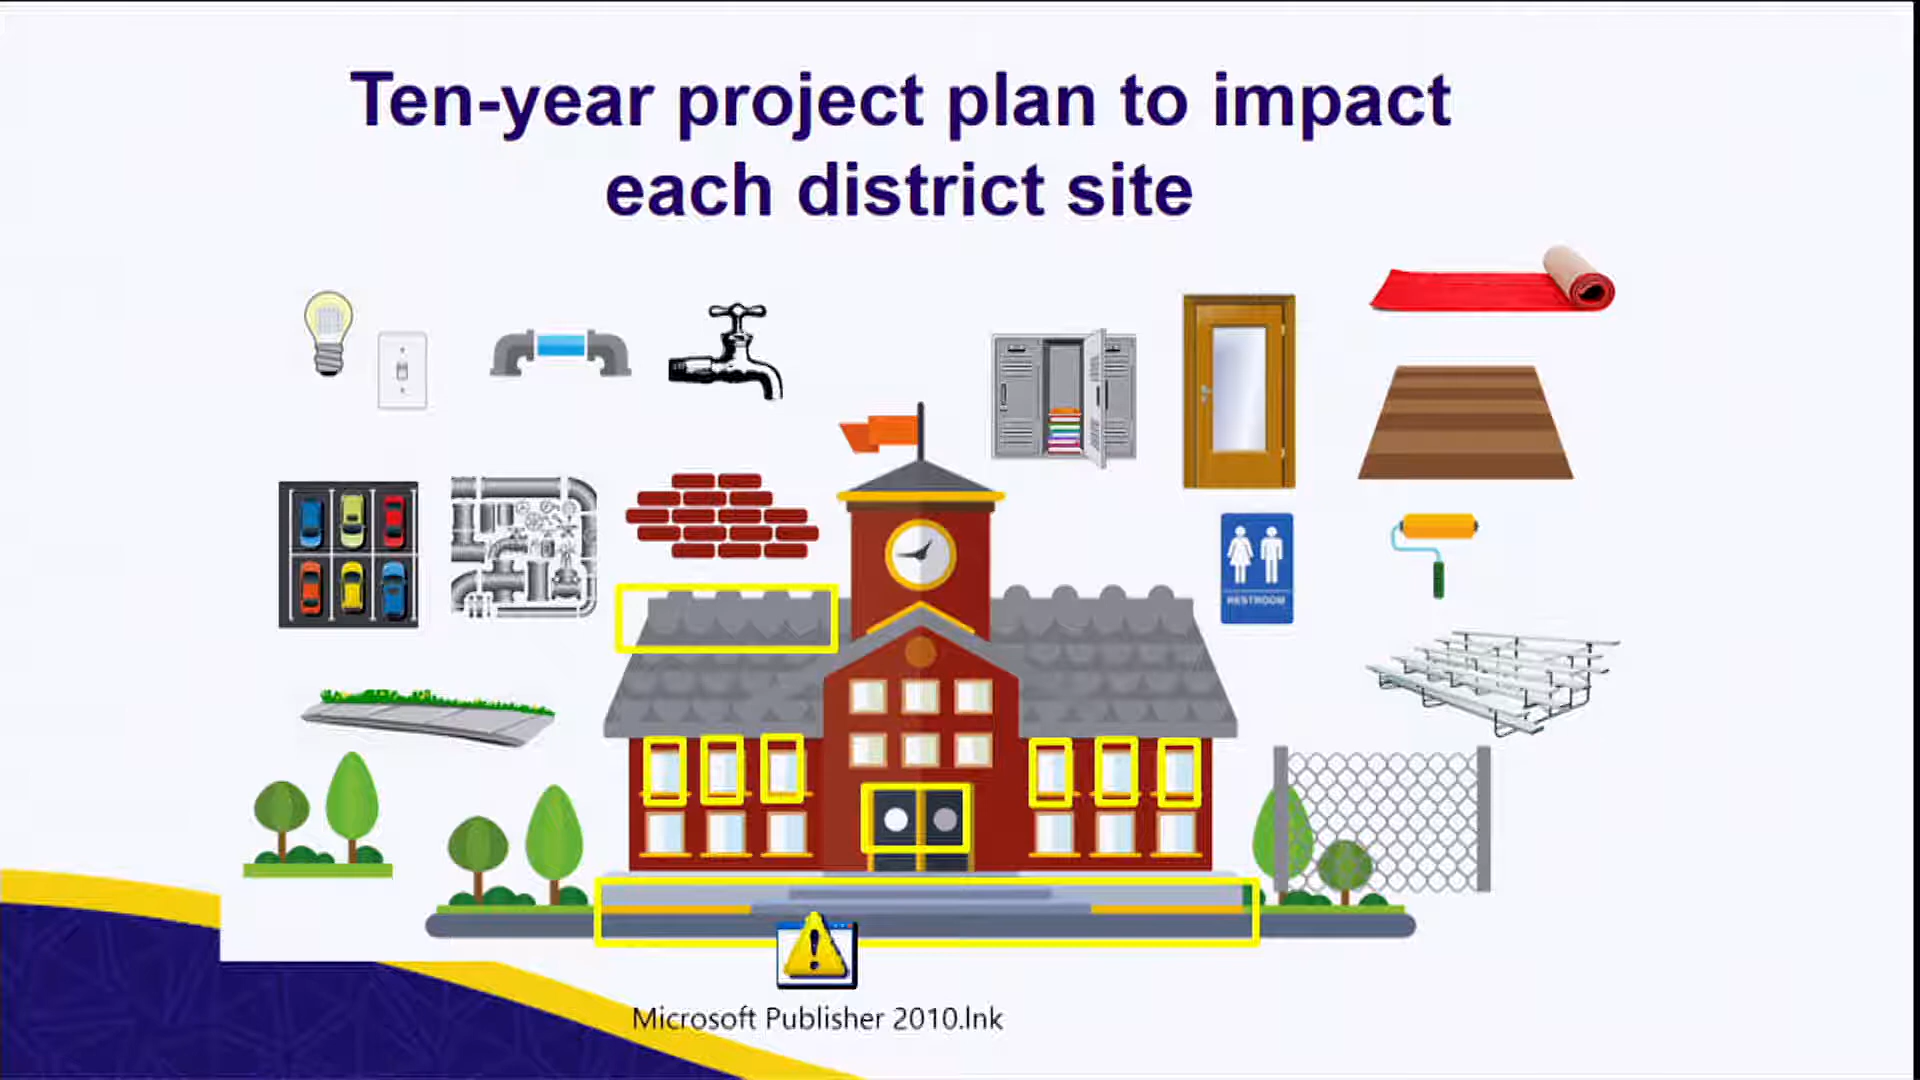 Ten-year project plan to impact
each district site
RESTROOM
Microsoft Publisher 2010.lnk